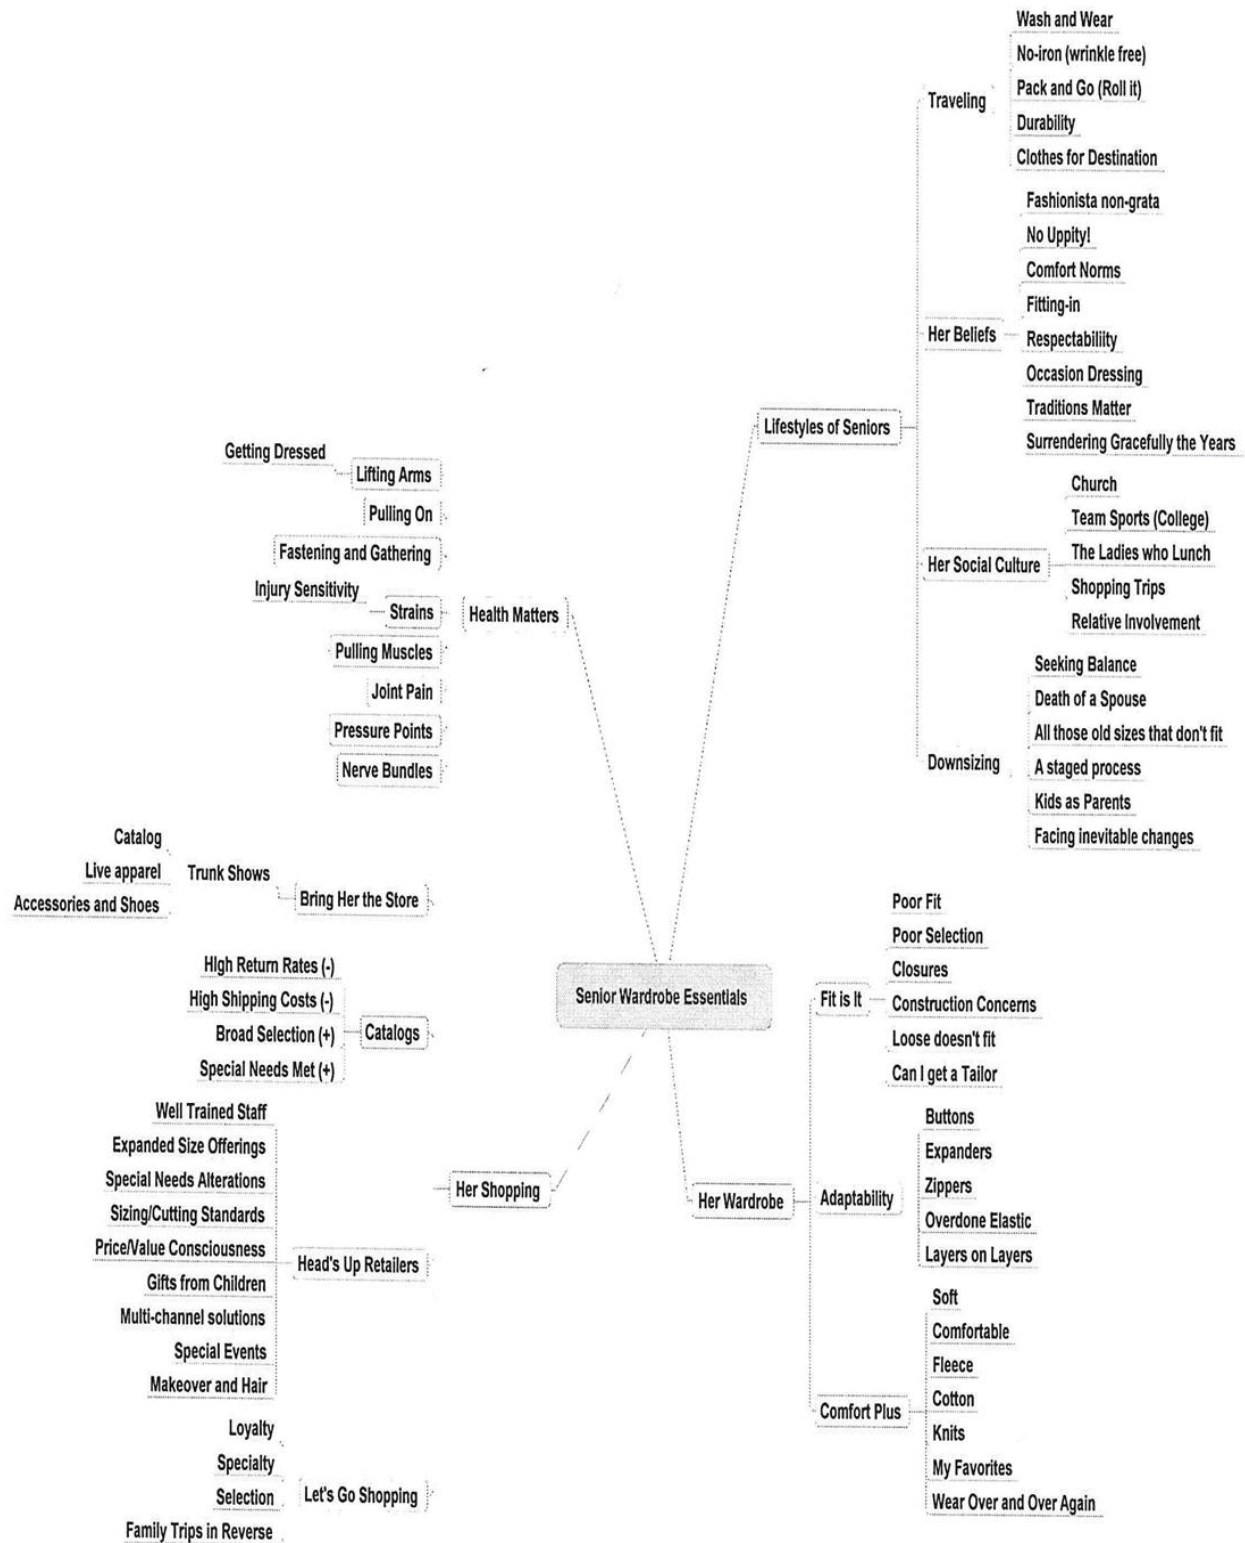 Senior Wardrobe Essentials
Lifestyles of Seniors
Traveling
Wash and Wear
No-iron (wrinkle free)
Pack and Go (Roll it)
Durability
Clothes for Destination
Her Beliefs
Fashionista non-grata
No Uppity!
Comfort Norms
Fitting-in
Respectabiliity
Occasion Dressing
Traditions Matter
Surrendering Gracefully the Years
Her Social Culture
Church
Team Sports (College)
The Ladies who Lunch
Shopping Trips
Relative Involvement
Downsizing
Seeking Balance
Death of a Spouse
All those old sizes that don't fit
A staged process
Kids as Parents
Facing inevitable changes
Her Wardrobe
Fit is It
Poor Fit
Poor Selection
Closures
Construction Concerns
Loose doesn't fit
Can I get a Tailor
Adaptability
Buttons
Expanders
Zippers
Overdone Elastic
Layers on Layers
Comfort Plus
Soft
Comfortable
Fleece
Cotton
Knits
My Favorites
Wear Over and Over Again
Health Matters
Lifting Arms
Getting Dressed
Pulling On
Fastening and Gathering
Strains
Injury Sensitivity
Pulling Muscles
Joint Pain
Pressure Points
Nerve Bundles
Her Shopping
Bring Her the Store
Trunk Shows
Catalog
Live apparel
Accessories and Shoes
Catalogs
HIgh Return Rates (-)
High Shipping Costs (-)
Broad Selection (+)
Special Needs Met (+)
Head's Up Retailers
Well Trained Staff
Expanded Size Offerings
Special Needs Alterations
Sizing/Cutting Standards
Price/Value Consciousness
Gifts from Children
Multi-channel solutions
Special Events
Makeover and Hair
Let's Go Shopping
Loyalty
Specialty
Selection
Family Trips in Reverse